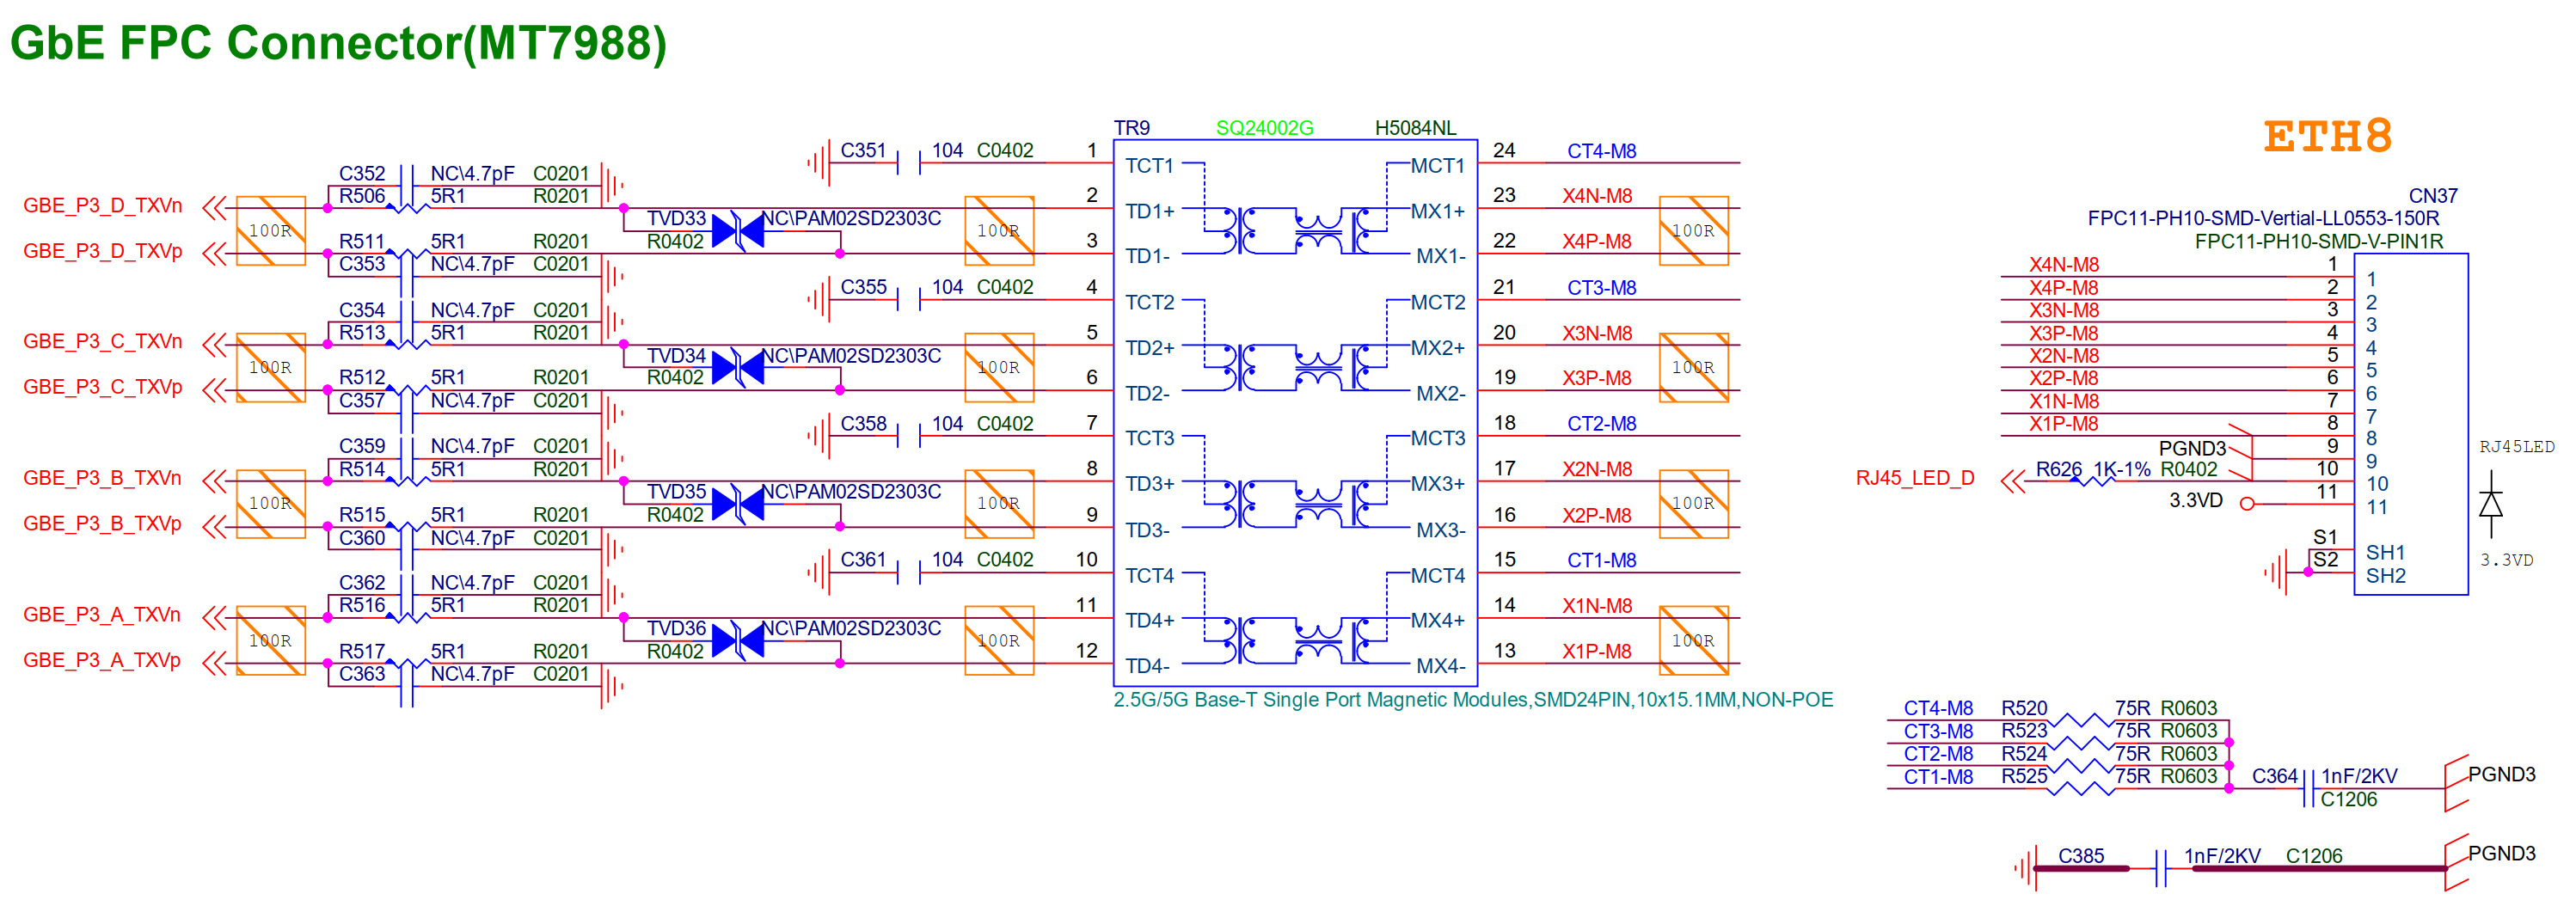 GbE FPC Connector(MT7988)
ETH8
TR9 SQ24002G H5084NL
C351 104 C0402 1 TCT1 MCT1 24 CT4-M8
C352 NC\4.7pF C0201
GBE_P3_D_TXVn R506 5R1 R0201 2 TD1+ MX1+ 23 X4N-M8
100R TVD33 NC\PAM02SD2303C 100R 100R
GBE_P3_D_TXVp R511 5R1 R0201 R0402 3 TD1- MX1- 22 X4P-M8
C353 NC\4.7pF C0201
C355 104 C0402 4 TCT2 MCT2 21 CT3-M8
C354 NC\4.7pF C0201
GBE_P3_C_TXVn R513 5R1 R0201 5 TD2+ MX2+ 20 X3N-M8
100R TVD34 NC\PAM02SD2303C 100R 100R
GBE_P3_C_TXVp R512 5R1 R0201 R0402 6 TD2- MX2- 19 X3P-M8
C357 NC\4.7pF C0201
C358 104 C0402 7 TCT3 MCT3 18 CT2-M8
C359 NC\4.7pF C0201
GBE_P3_B_TXVn R514 5R1 R0201 8 TD3+ MX3+ 17 X2N-M8
100R TVD35 NC\PAM02SD2303C 100R 100R
GBE_P3_B_TXVp R515 5R1 R0201 R0402 9 TD3- MX3- 16 X2P-M8
C360 NC\4.7pF C0201
C361 104 C0402 10 TCT4 MCT4 15 CT1-M8
C362 NC\4.7pF C0201
GBE_P3_A_TXVn R516 5R1 R0201 11 TD4+ MX4+ 14 X1N-M8
100R TVD36 NC\PAM02SD2303C 100R 100R
GBE_P3_A_TXVp R517 5R1 R0201 R0402 12 TD4- MX4- 13 X1P-M8
C363 NC\4.7pF C0201
2.5G/5G Base-T Single Port Magnetic Modules,SMD24PIN,10x15.1MM,NON-POE
CN37
FPC11-PH10-SMD-Vertial-LL0553-150R
FPC11-PH10-SMD-V-PIN1R
X4N-M8 1 1
X4P-M8 2 2
X3N-M8 3 3
X3P-M8 4 4
X2N-M8 5 5
X2P-M8 6 6
X1N-M8 7 7
X1P-M8 8 8
PGND3 9 9
RJ45_LED_D R626 1K-1% R0402 10 10
3.3VD 11 11
S1 SH1
S2 SH2
RJ45LED
3.3VD
CT4-M8 R520 75R R0603
CT3-M8 R523 75R R0603
CT2-M8 R524 75R R0603
CT1-M8 R525 75R R0603
C364 1nF/2KV PGND3
C1206
C385 1nF/2KV C1206 PGND3